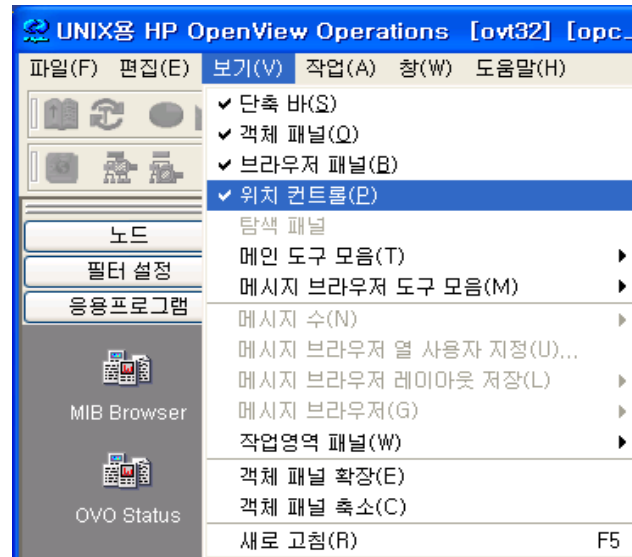 UNIX용 HP OpenView Operations [ovt32] [opc_
파일(F) 편집(E) 보기(V) 작업(A) 창(W) 도움말(H)
단축 바(S)
객체 패널(O)
브라우저 패널(B)
위치 컨트롤(P)
탐색 패널
메인 도구 모음(T)
메시지 브라우저 도구 모음(M)
메시지 수(N)
메시지 브라우저 열 사용자 지정(U)...
메시지 브라우저 레이아웃 저장(L)
메시지 브라우저(G)
작업영역 패널(W)
객체 패널 확장(E)
객체 패널 축소(C)
새로 고침(R) F5
노드
필터 설정
응용프로그램
MIB Browser
OVO Status